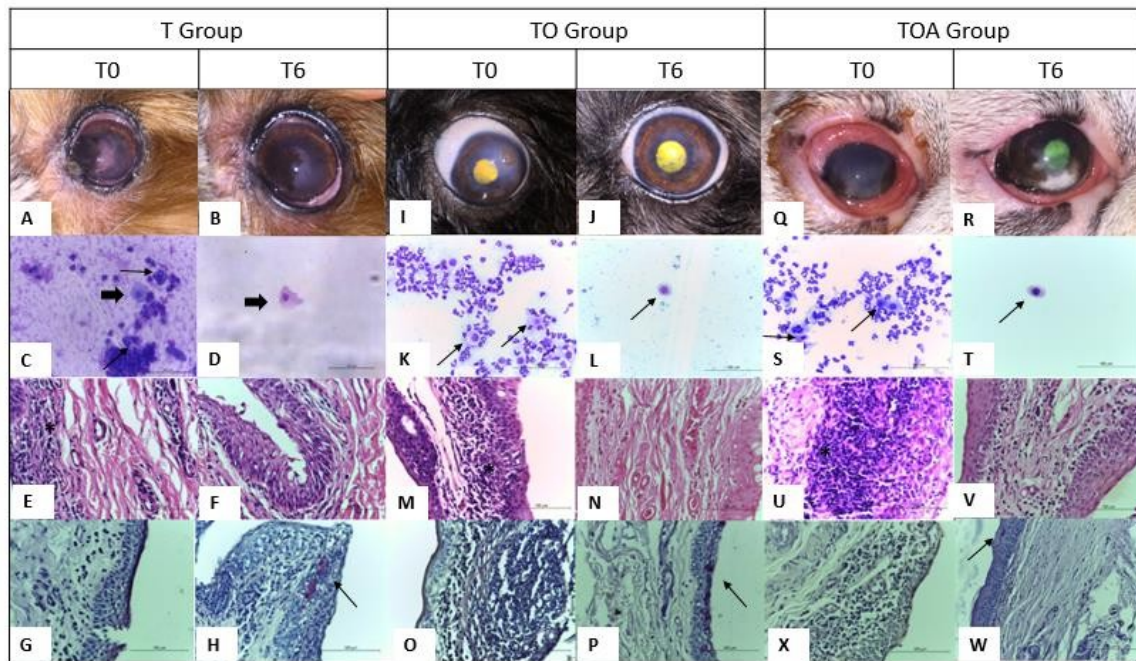 T Group TO Group TOA Group
T0 T6 T0 T6 T0 T6
A B I J Q R
C D K L S T
E F M N U V
G H O P X W